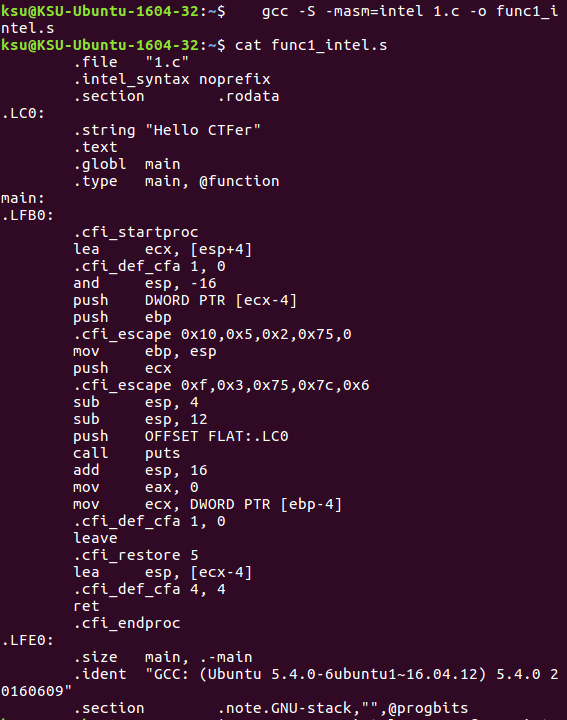 ksu@KSU-Ubuntu-1604-32:~$    gcc -S -masm=intel 1.c -o func1_i
ntel.s
ksu@KSU-Ubuntu-1604-32:~$ cat func1_intel.s
        .file   "1.c"
        .intel_syntax noprefix
        .section        .rodata
.LC0:
        .string "Hello CTFer"
        .text
        .globl  main
        .type   main, @function
main:
.LFB0:
        .cfi_startproc
        lea     ecx, [esp+4]
        .cfi_def_cfa 1, 0
        and     esp, -16
        push    DWORD PTR [ecx-4]
        push    ebp
        .cfi_escape 0x10,0x5,0x2,0x75,0
        mov     ebp, esp
        push    ecx
        .cfi_escape 0xf,0x3,0x75,0x7c,0x6
        sub     esp, 4
        sub     esp, 12
        push    OFFSET FLAT:.LC0
        call    puts
        add     esp, 16
        mov     eax, 0
        mov     ecx, DWORD PTR [ebp-4]
        .cfi_def_cfa 1, 0
        leave
        .cfi_restore 5
        lea     esp, [ecx-4]
        .cfi_def_cfa 4, 4
        ret
        .cfi_endproc
.LFE0:
        .size   main, .-main
        .ident  "GCC: (Ubuntu 5.4.0-6ubuntu1~16.04.12) 5.4.0 2
0160609"
        .section        .note.GNU-stack,"",@progbits